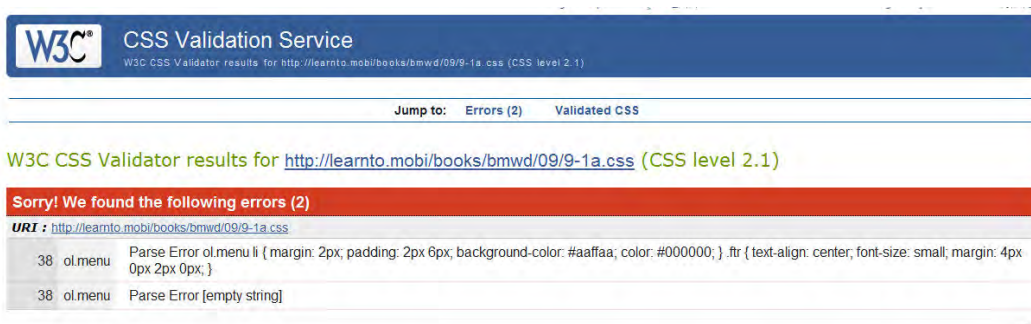 W3C®
CSS Validation Service
W3C CSS Validator results for http://learnto.mobi/books/bmwd/09/9-1a.css (CSS level 2.1)
Jump to: Errors (2) Validated CSS
W3C CSS Validator results for http://learnto.mobi/books/bmwd/09/9-1a.css (CSS level 2.1)
Sorry! We found the following errors (2)
URI : http://learnto.mobi/books/bmwd/09/9-1a.css
38 ol.menu Parse Error ol.menu li { margin: 2px; padding: 2px 6px; background-color: #aaffaa; color: #000000; } .ftr { text-align: center; font-size: small; margin: 4px
0px 2px 0px; }
38 ol.menu Parse Error [empty string]